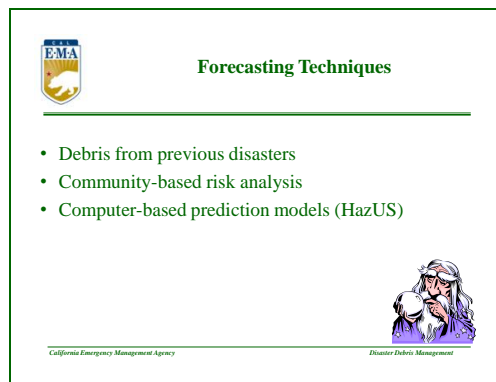 CAL
E·M·A
Forecasting Techniques
• Debris from previous disasters
• Community-based risk analysis
• Computer-based prediction models (HazUS)
California Emergency Management Agency
Disaster Debris Management